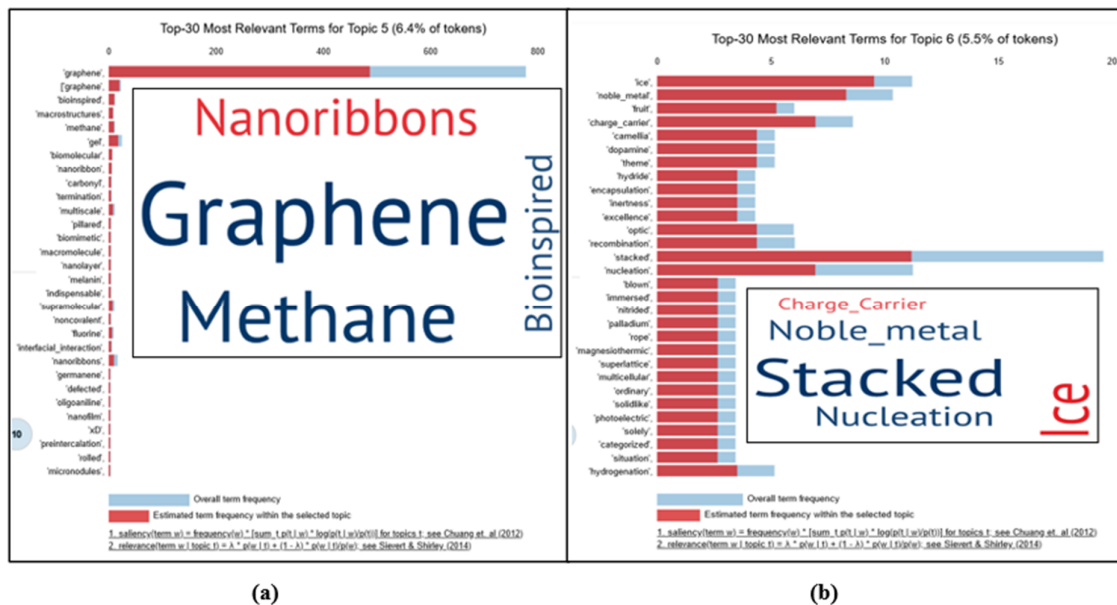 Top-30 Most Relevant Terms for Topic 5 (6.4% of tokens)
0 200 400 600 800
'graphene',
['graphene',
'bioinspired',
'macrostructures',
'methane',
'gel',
'biomolecular',
'nanoribbon',
'carbonyl',
'termination',
'multiscale',
'pillared',
'biomimetic',
'macromolecule',
'nanolayer',
'melanin',
'indispensable',
'supramolecular',
'noncovalent',
'fluorine',
'interfacial_interaction',
'nanoribbons',
'germanene',
'defected',
'oligoaniline',
'nanofilm',
'xD'
'preintercalation',
'rolled',
'micronodules',
10
Nanoribbons
Graphene
Methane
Bioinspired
Overall term frequency
Estimated term frequency within the selected topic
1. saliency(term w) = frequency(w) * [sum_t p(t | w) * log(p(t | w)/p(t))] for topics t; see Chuang et. al (2012)
2. relevance(term w | topic t) = λ * p(w | t) + (1 - λ) * p(w | t)/p(w); see Sievert & Shirley (2014)
(a)
Top-30 Most Relevant Terms for Topic 6 (5.5% of tokens)
0 5 10 15 20
'ice',
'noble_metal',
'fruit',
'charge_carrier',
'camellia',
'dopamine',
'theme',
'hydride',
'encapsulation',
'inertness',
'excellence',
'optic',
'recombination',
'stacked',
'nucleation',
'blown',
'immersed',
'nitrided',
'palladium',
'rope',
'magnesiothermic',
'superlattice',
'multicellular',
'ordinary',
'solidlike',
'photoelectric',
'solely',
'categorized',
'situation',
'hydrogenation',
Charge_Carrier
Noble_metal
Stacked
Nucleation
Ice
Overall term frequency
Estimated term frequency within the selected topic
1. saliency(term w) = frequency(w) * [sum_t p(t | w) * log(p(t | w)/p(t))] for topics t; see Chuang et. al (2012)
2. relevance(term w | topic t) = λ * p(w | t) + (1 - λ) * p(w | t)/p(w); see Sievert & Shirley (2014)
(b)